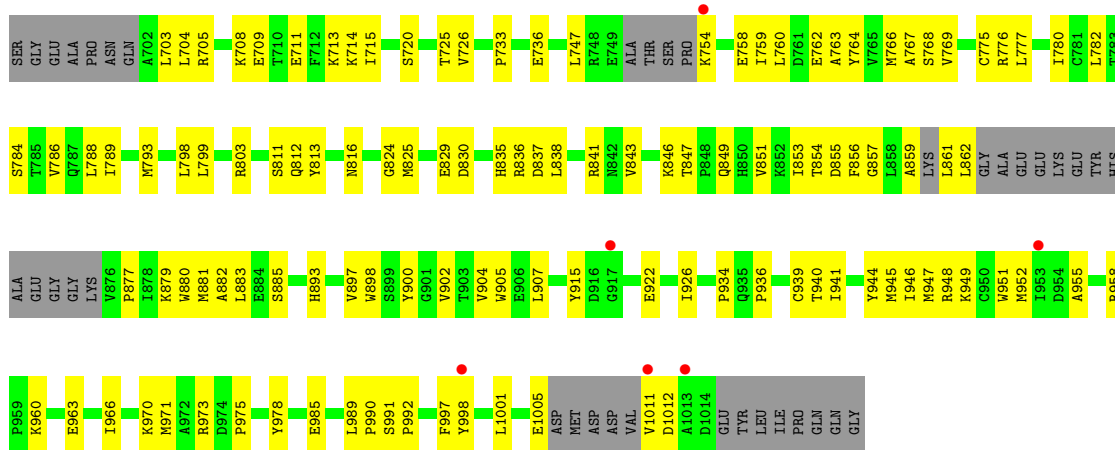 SER GLY GLU ALA PRO ASN GLN A702 L703 L704 R705 K708 E709 T710 E711 F712 K713 K714 I715 S720 T725 V726 P733 E736 L747 R748 E749 ALA THR SER PRO K754 E758 I759 L760 D761 E762 A763 Y764 V765 M766 A767 S768 V769 C775 R776 L777 I780 C781 L782 T783
S784 T785 V786 Q787 L788 I789 M793 L798 L799 R803 S811 Q812 Y813 N816 G824 M825 E829 D830 H835 R836 D837 L838 R841 N842 V843 K846 T847 P848 Q849 H850 V851 K852 I853 T854 D855 F856 G857 L858 A859 LYS L861 L862 GLY ALA GLU GLU LYS GLU TYR HIS
ALA GLU GLY GLY LYS V876 P877 I878 K879 W880 M881 A882 L883 E884 S885 H893 V897 W898 S899 Y900 G901 V902 T903 V904 W905 E906 L907 Y915 D916 G917 E922 I926 P934 Q935 P936 C939 T940 I941 Y944 M945 I946 M947 R948 K949 C950 W951 M952 I953 D954 A955 R958
P959 K960 E963 I966 K970 M971 A972 R973 D974 P975 Y978 E985 L989 P990 S991 P992 F997 Y998 L1001 E1005 ASP MET ASP ASP VAL V1011 D1012 A1013 D1014 GLU TYR LEU ILE PRO GLN GLN GLY